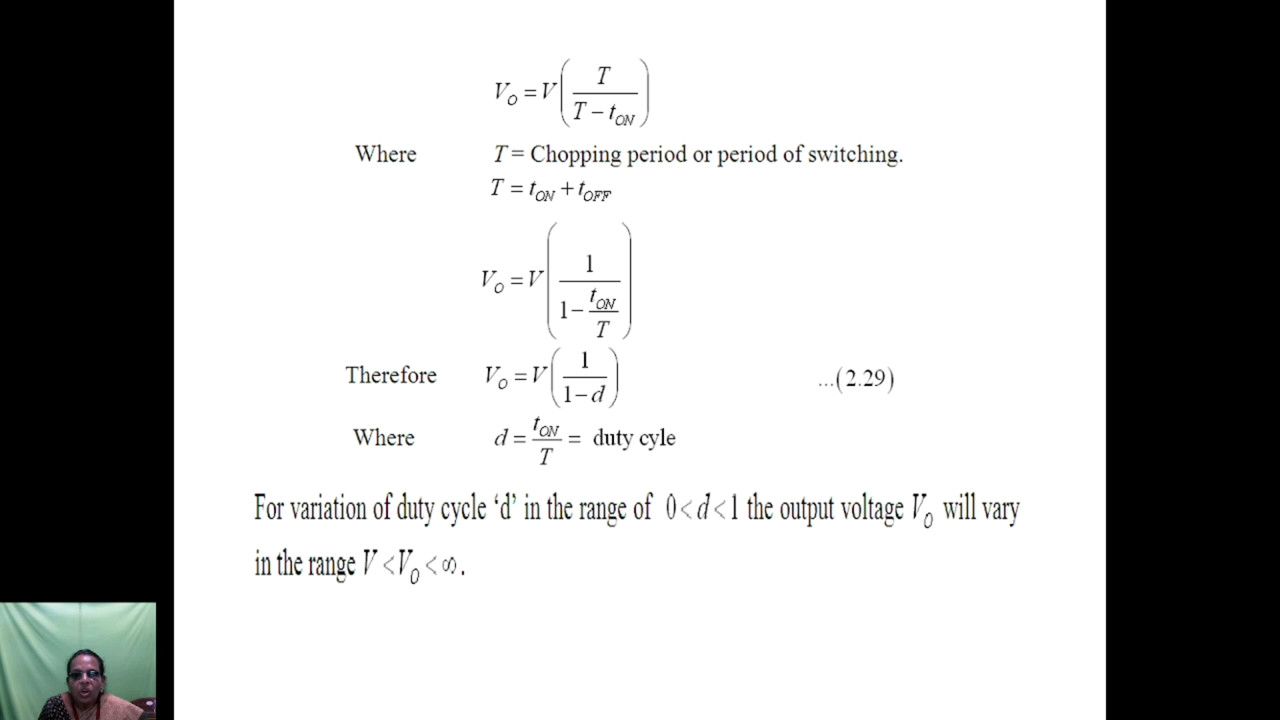 V_O = V(T / (T − t_ON))
Where T = Chopping period or period of switching.
T = t_ON + t_OFF
V_O = V(1 / (1 − t_ON / T))
Therefore V_O = V(1 / (1 − d)) ...(2.29)
Where d = t_ON / T = duty cyle
For variation of duty cycle ‘d’ in the range of 0 < d < 1 the output voltage V_O will vary
in the range V < V_O < ∞.